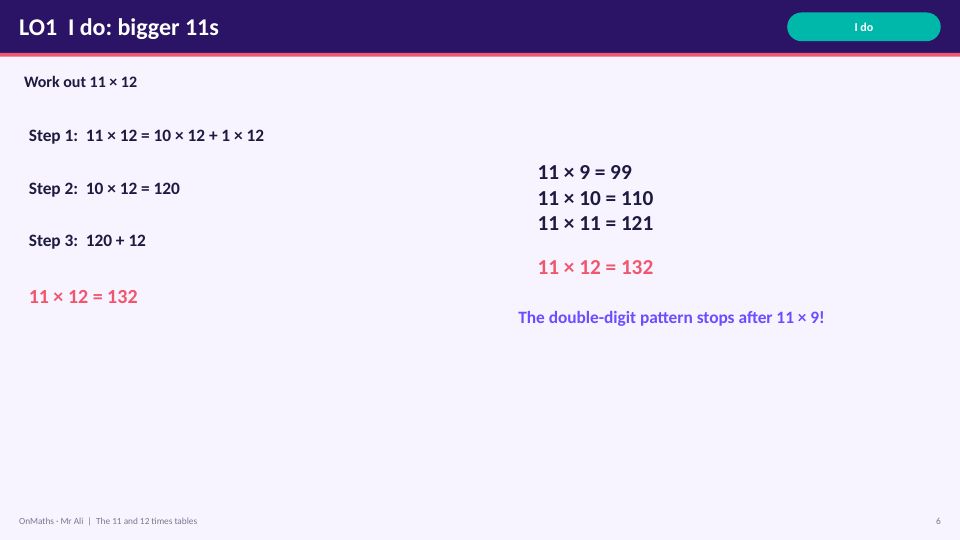 LO1  I do: bigger 11s
I do
Work out 11 × 12
Step 1:  11 × 12 = 10 × 12 + 1 × 12
Step 2:  10 × 12 = 120
Step 3:  120 + 12
11 × 12 = 132
11 × 9 = 99
11 × 10 = 110
11 × 11 = 121
11 × 12 = 132
The double-digit pattern stops after 11 × 9!
OnMaths · Mr Ali  |  The 11 and 12 times tables
6